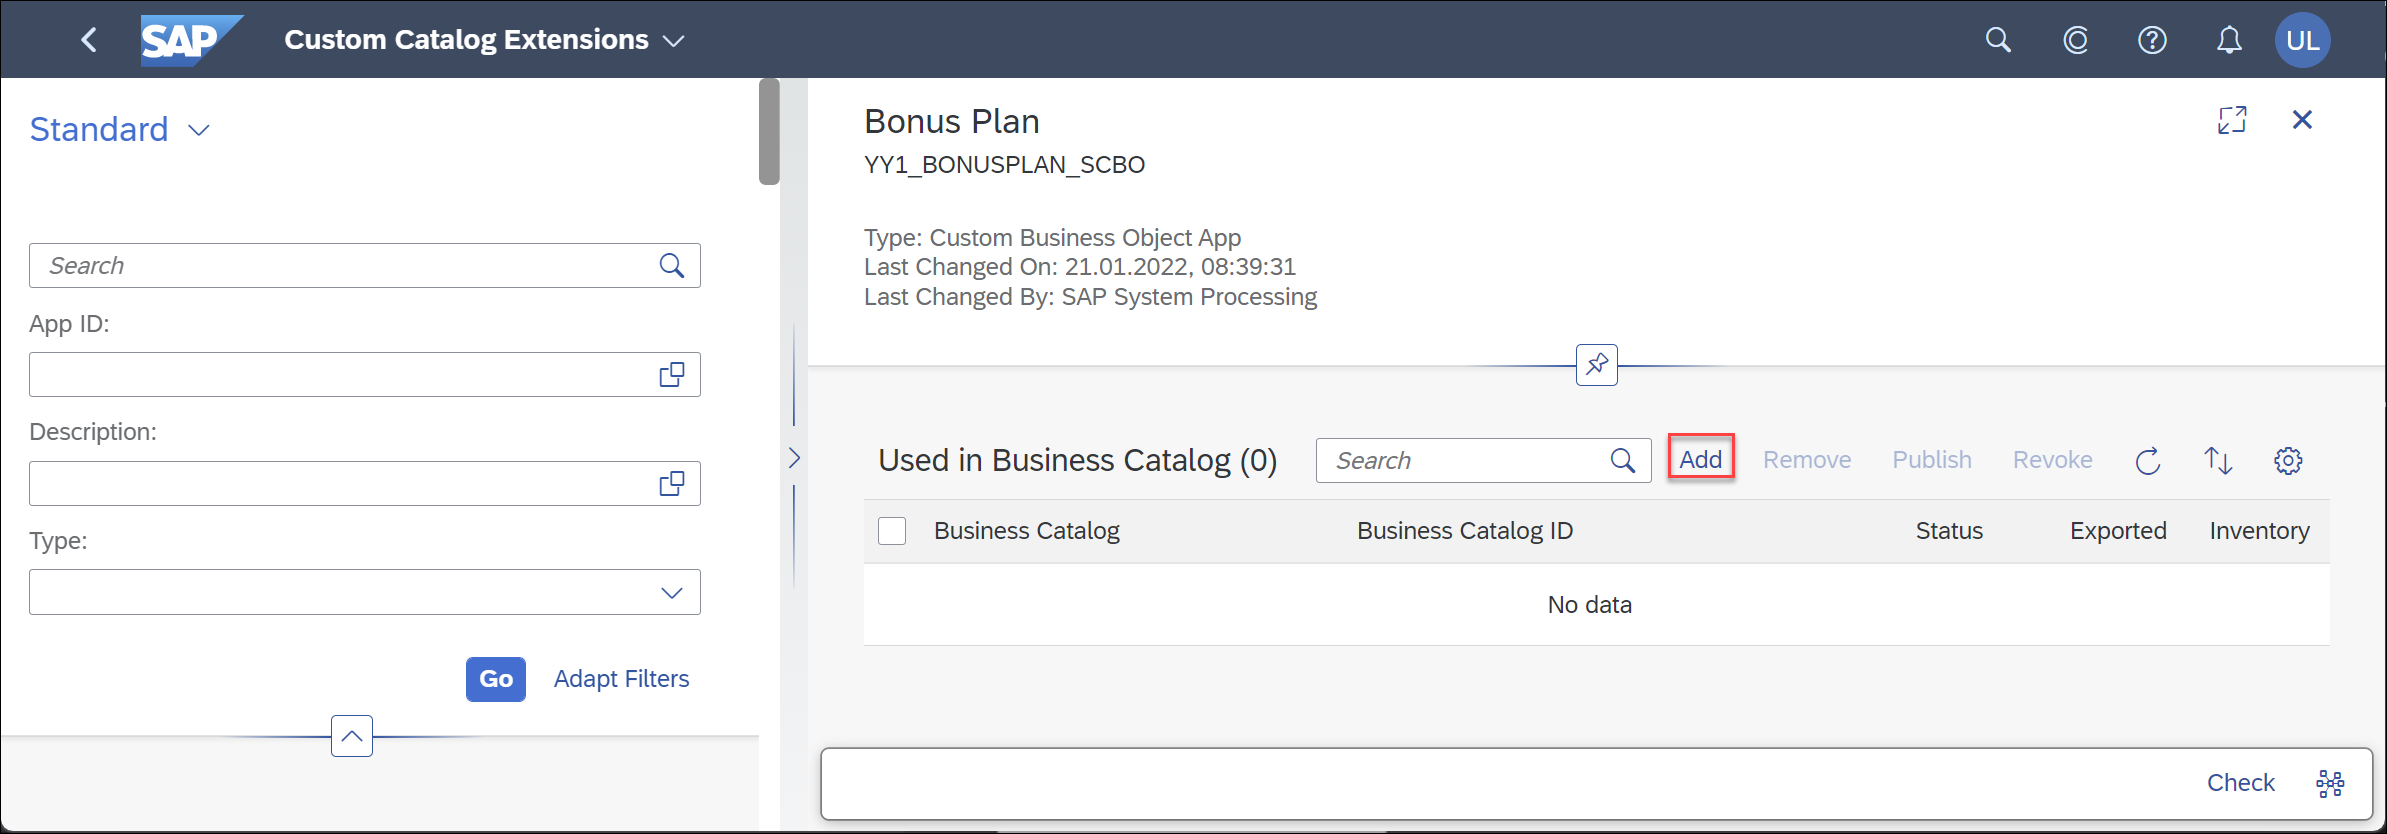 SAP Custom Catalog Extensions UL
Standard
Search
App ID:
Description:
Type:
Go Adapt Filters
Bonus Plan
YY1_BONUSPLAN_SCBO
Type: Custom Business Object App
Last Changed On: 21.01.2022, 08:39:31
Last Changed By: SAP System Processing
Used in Business Catalog (0) Search Add Remove Publish Revoke
Business Catalog Business Catalog ID Status Exported Inventory
No data
Check